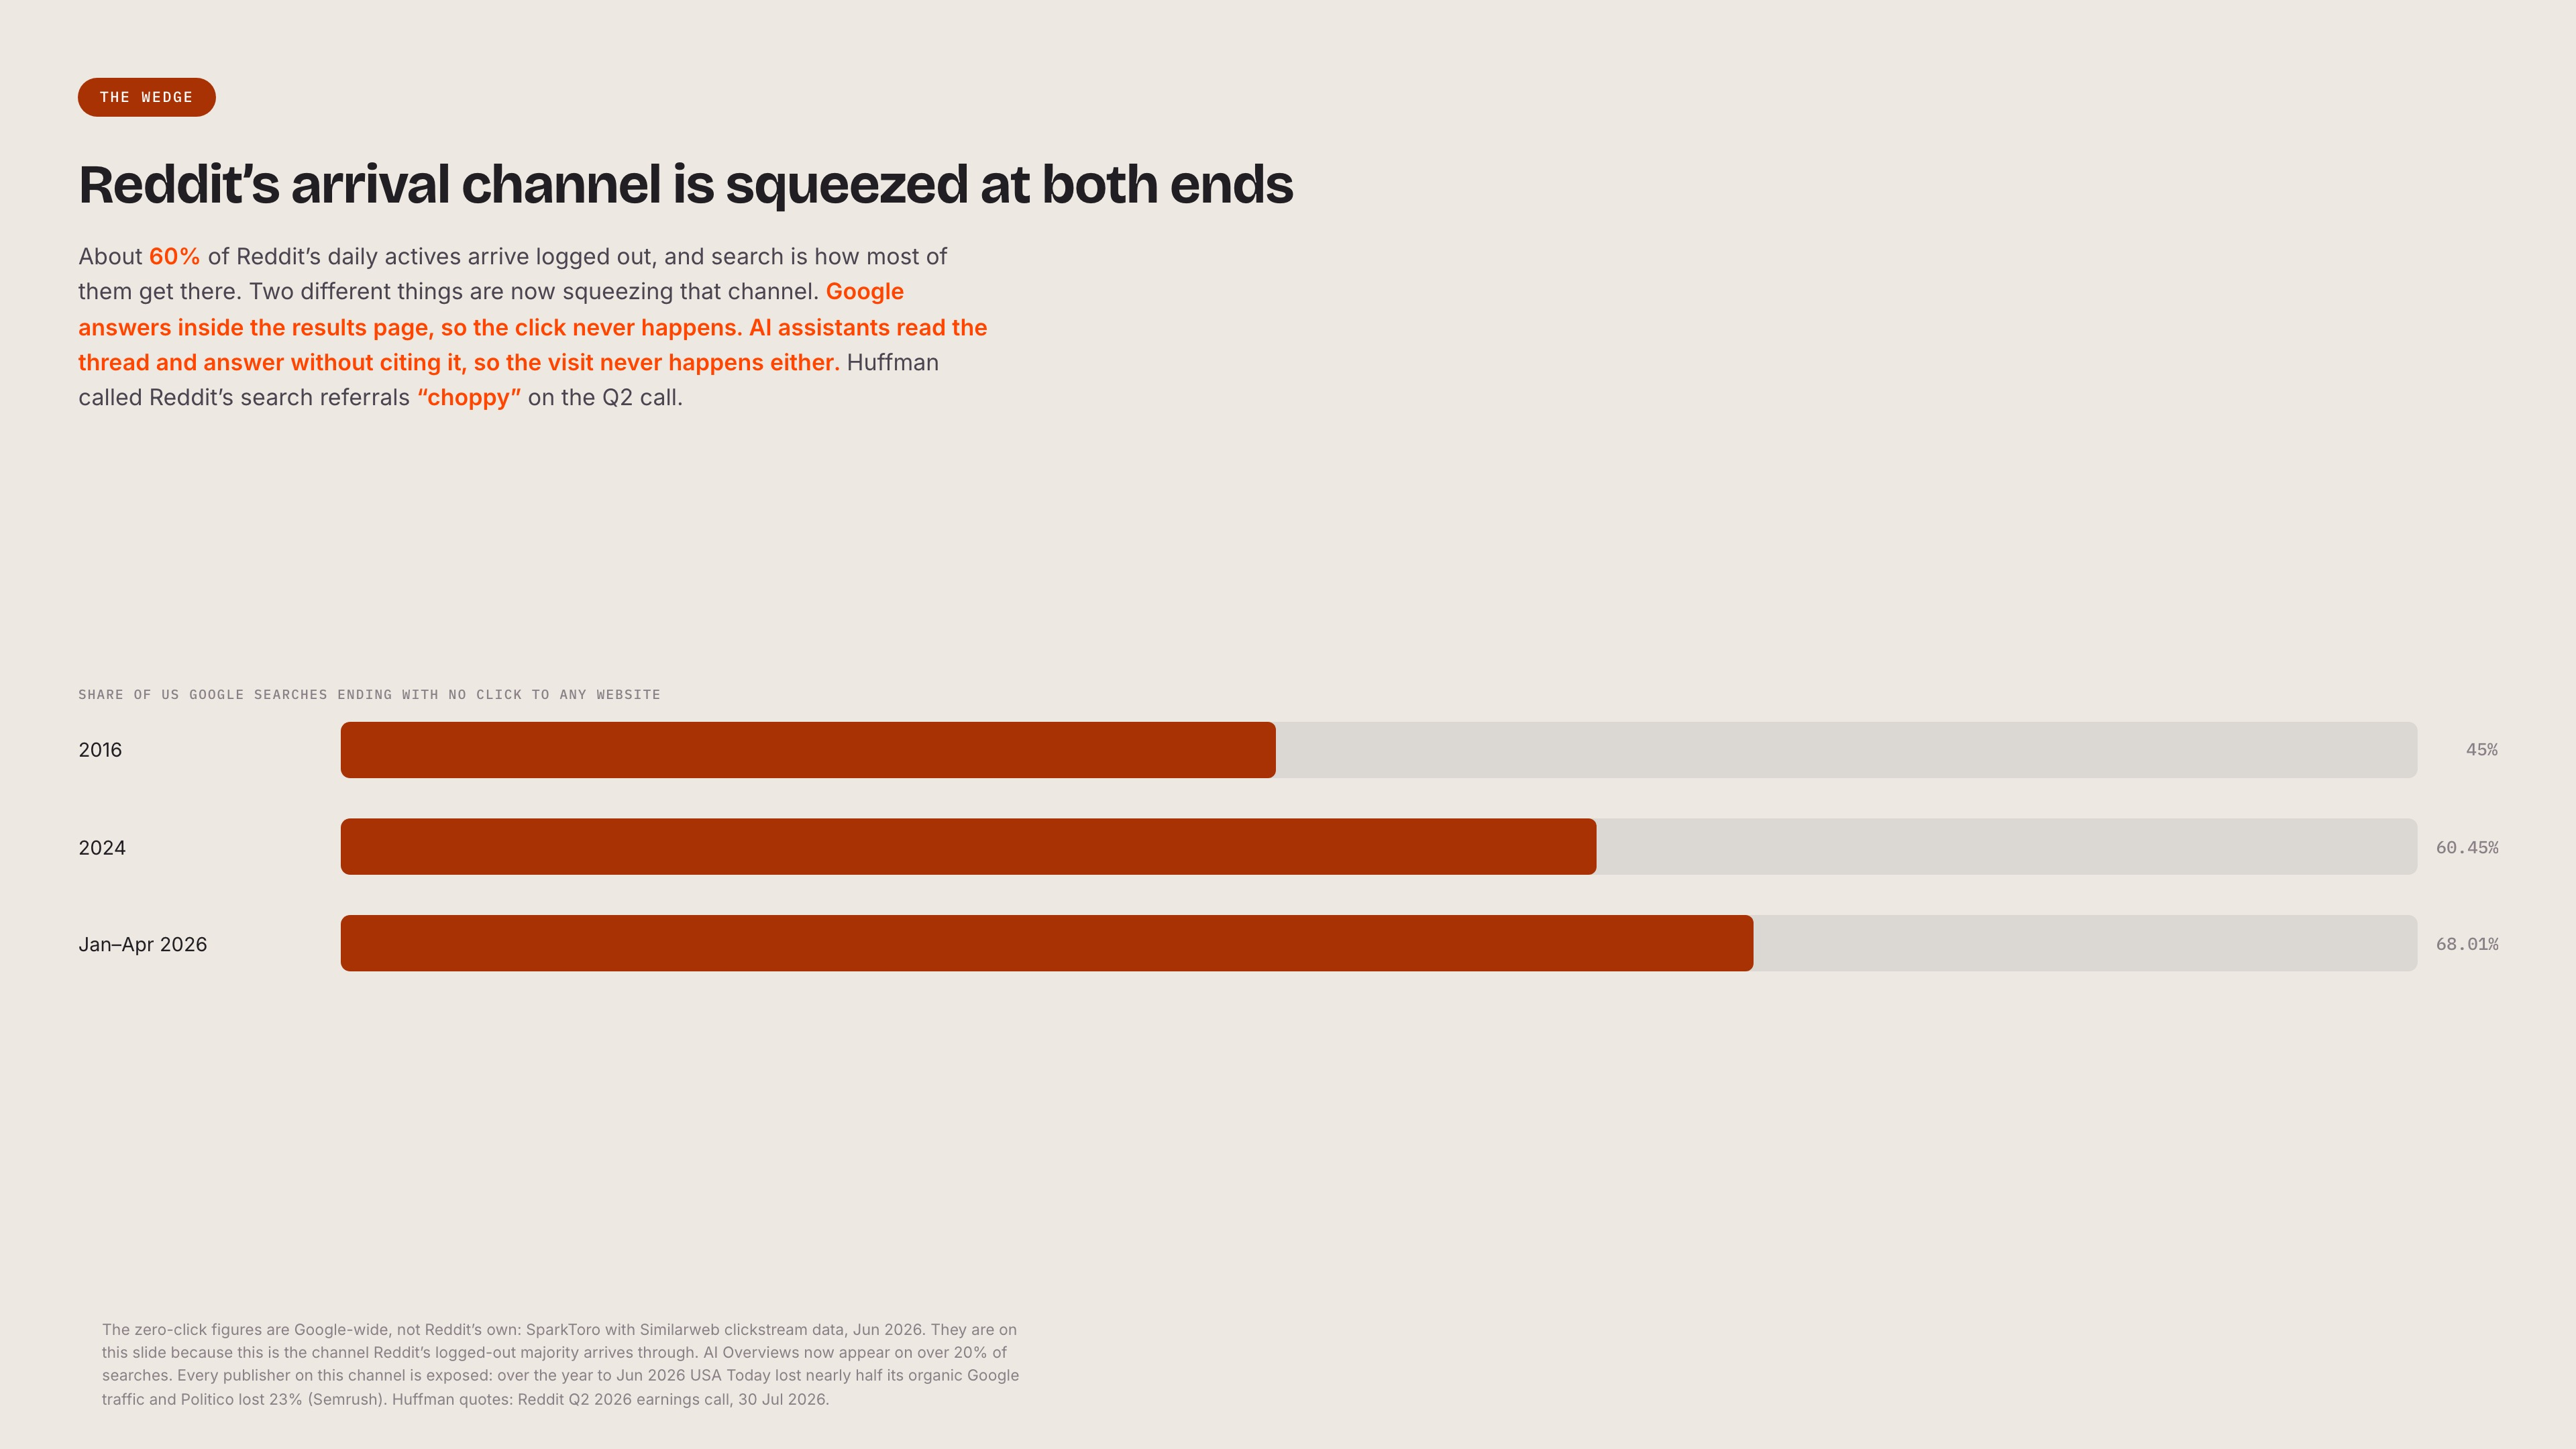 THE WEDGE
Reddit’s arrival channel is squeezed at both ends
About 60% of Reddit’s daily actives arrive logged out, and search is how most of
them get there. Two different things are now squeezing that channel. Google
answers inside the results page, so the click never happens. AI assistants read the
thread and answer without citing it, so the visit never happens either. Huffman
called Reddit’s search referrals “choppy” on the Q2 call.
SHARE OF US GOOGLE SEARCHES ENDING WITH NO CLICK TO ANY WEBSITE
2016 45%
2024 60.45%
Jan–Apr 2026 68.01%
The zero-click figures are Google-wide, not Reddit’s own: SparkToro with Similarweb clickstream data, Jun 2026. They are on
this slide because this is the channel Reddit’s logged-out majority arrives through. AI Overviews now appear on over 20% of
searches. Every publisher on this channel is exposed: over the year to Jun 2026 USA Today lost nearly half its organic Google
traffic and Politico lost 23% (Semrush). Huffman quotes: Reddit Q2 2026 earnings call, 30 Jul 2026.